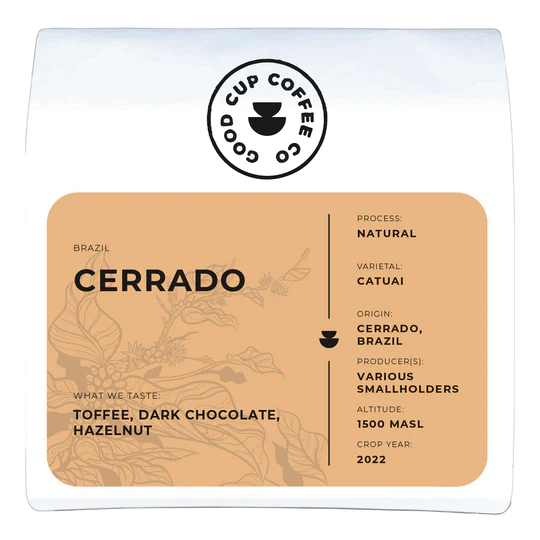 GOOD CUP COFFEE CO
BRAZIL
CERRADO
WHAT WE TASTE:
TOFFEE, DARK CHOCOLATE,
HAZELNUT
PROCESS:
NATURAL
VARIETAL:
CATUAI
ORIGIN:
CERRADO,
BRAZIL
PRODUCER(S):
VARIOUS
SMALLHOLDERS
ALTITUDE:
1500 MASL
CROP YEAR:
2022